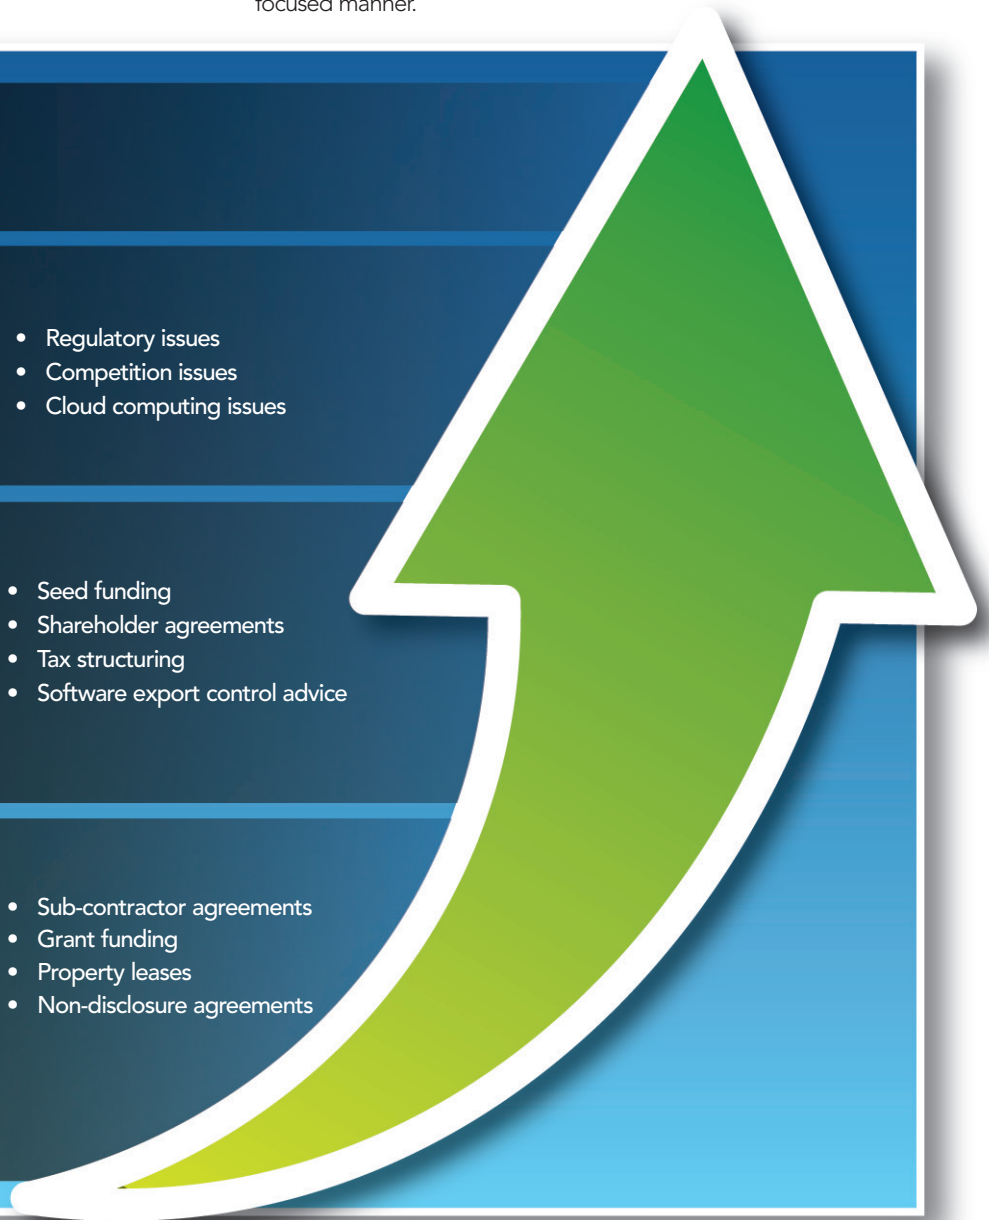 focused manner.
• Regulatory issues
• Competition issues
• Cloud computing issues
• Seed funding
• Shareholder agreements
• Tax structuring
• Software export control advice
• Sub-contractor agreements
• Grant funding
• Property leases
• Non-disclosure agreements